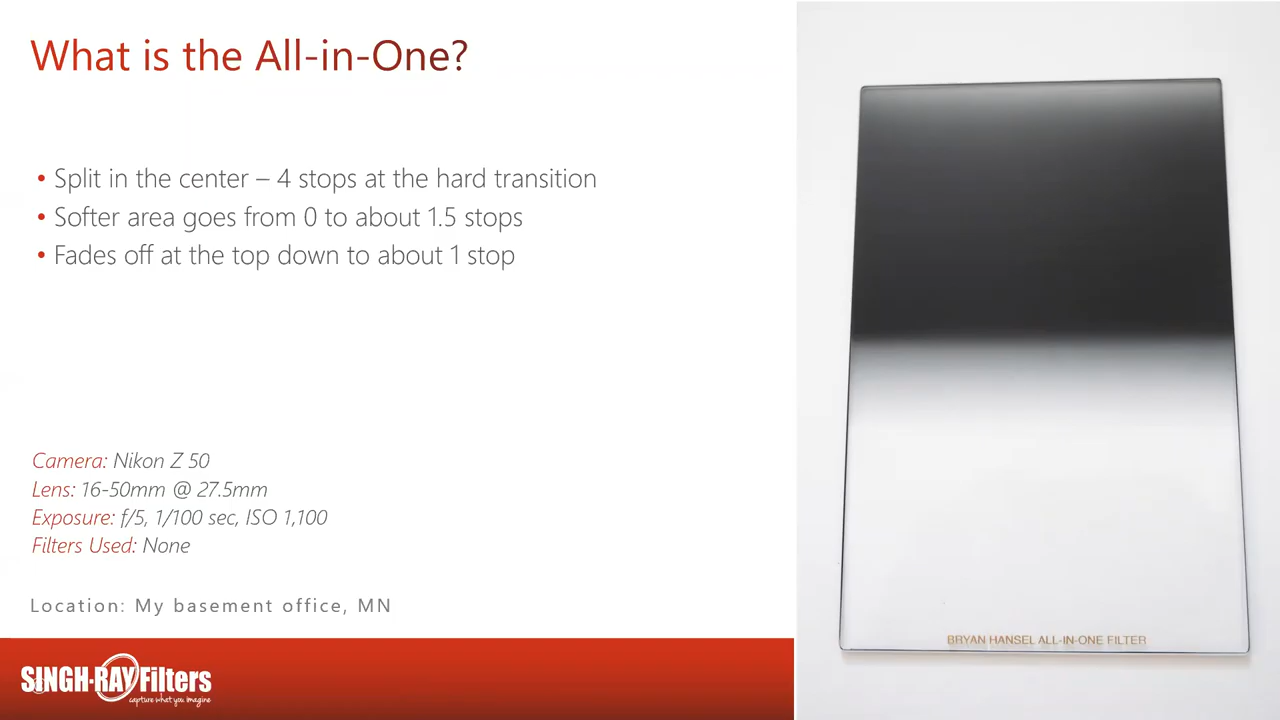 What is the All-in-One?
• Split in the center – 4 stops at the hard transition
• Softer area goes from 0 to about 1.5 stops
• Fades off at the top down to about 1 stop
Camera: Nikon Z 50
Lens: 16-50mm @ 27.5mm
Exposure: f/5, 1/100 sec, ISO 1,100
Filters Used: None
Location: My basement office, MN
SINGH-RAY Filters
capture what you imagine
BRYAN HANSEL ALL-IN-ONE FILTER